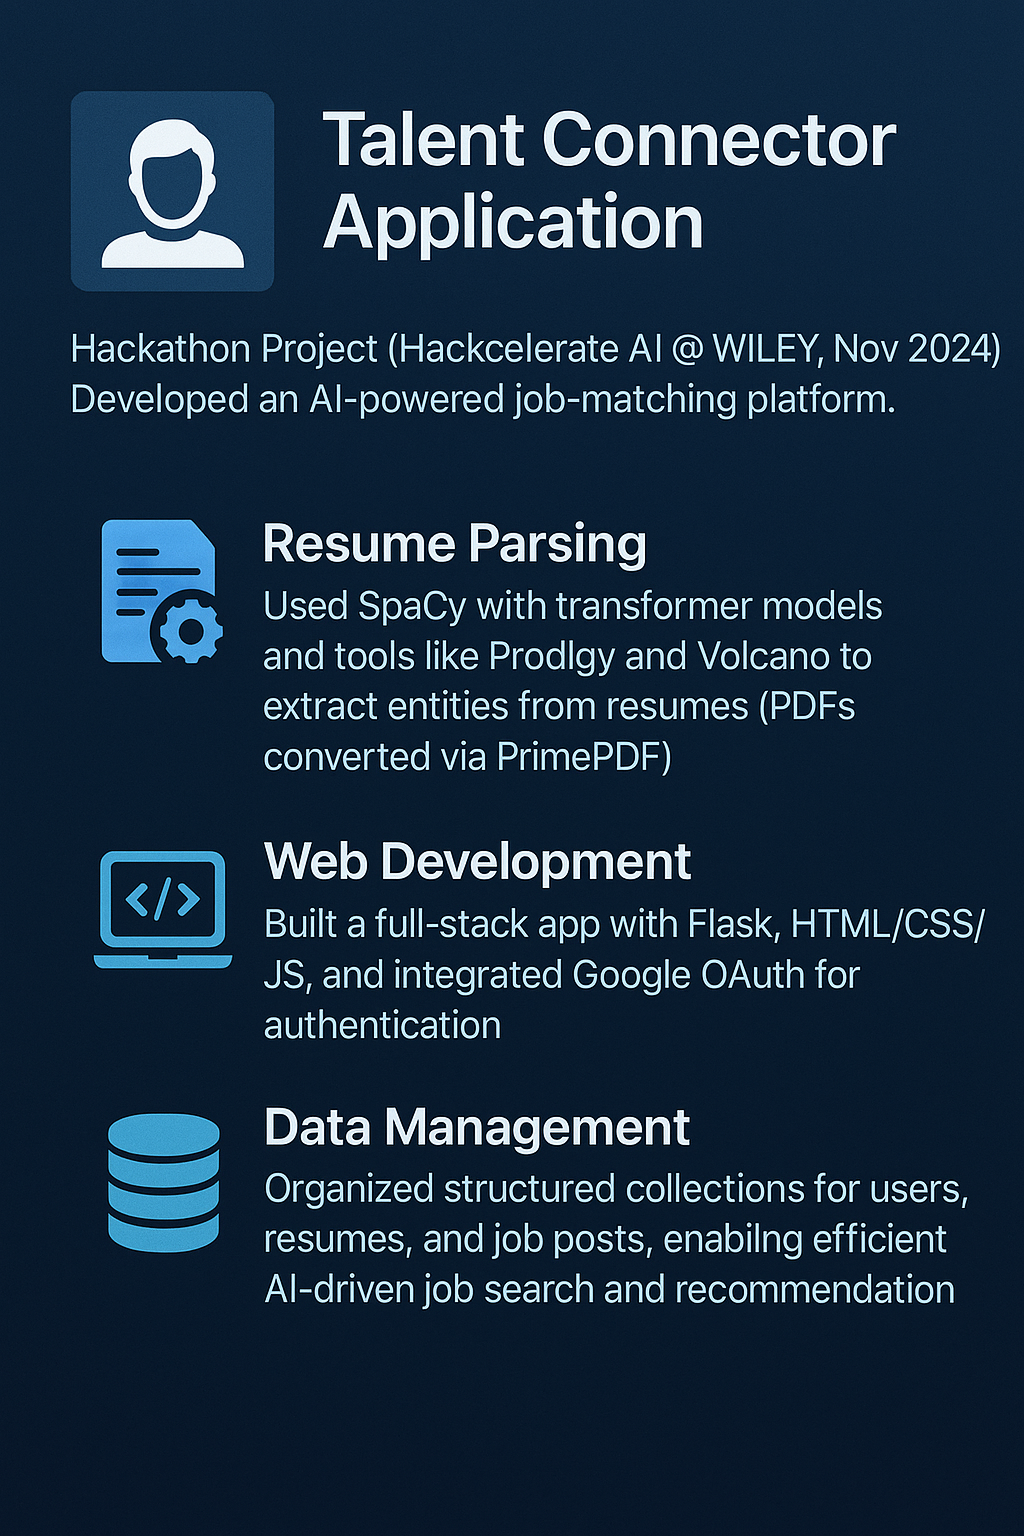 Talent Connector
Application
Hackathon Project (Hackcelerate AI @ WILEY, Nov 2024)
Developed an AI-powered job-matching platform.
Resume Parsing
Used SpaCy with transformer models
and tools like Prodlgy and Volcano to
extract entities from resumes (PDFs
converted via PrimePDF)
</>
Web Development
Built a full-stack app with Flask, HTML/CSS/
JS, and integrated Google OAuth for
authentication
Data Management
Organized structured collections for users,
resumes, and job posts, enabilng efficient
AI-driven job search and recommendation